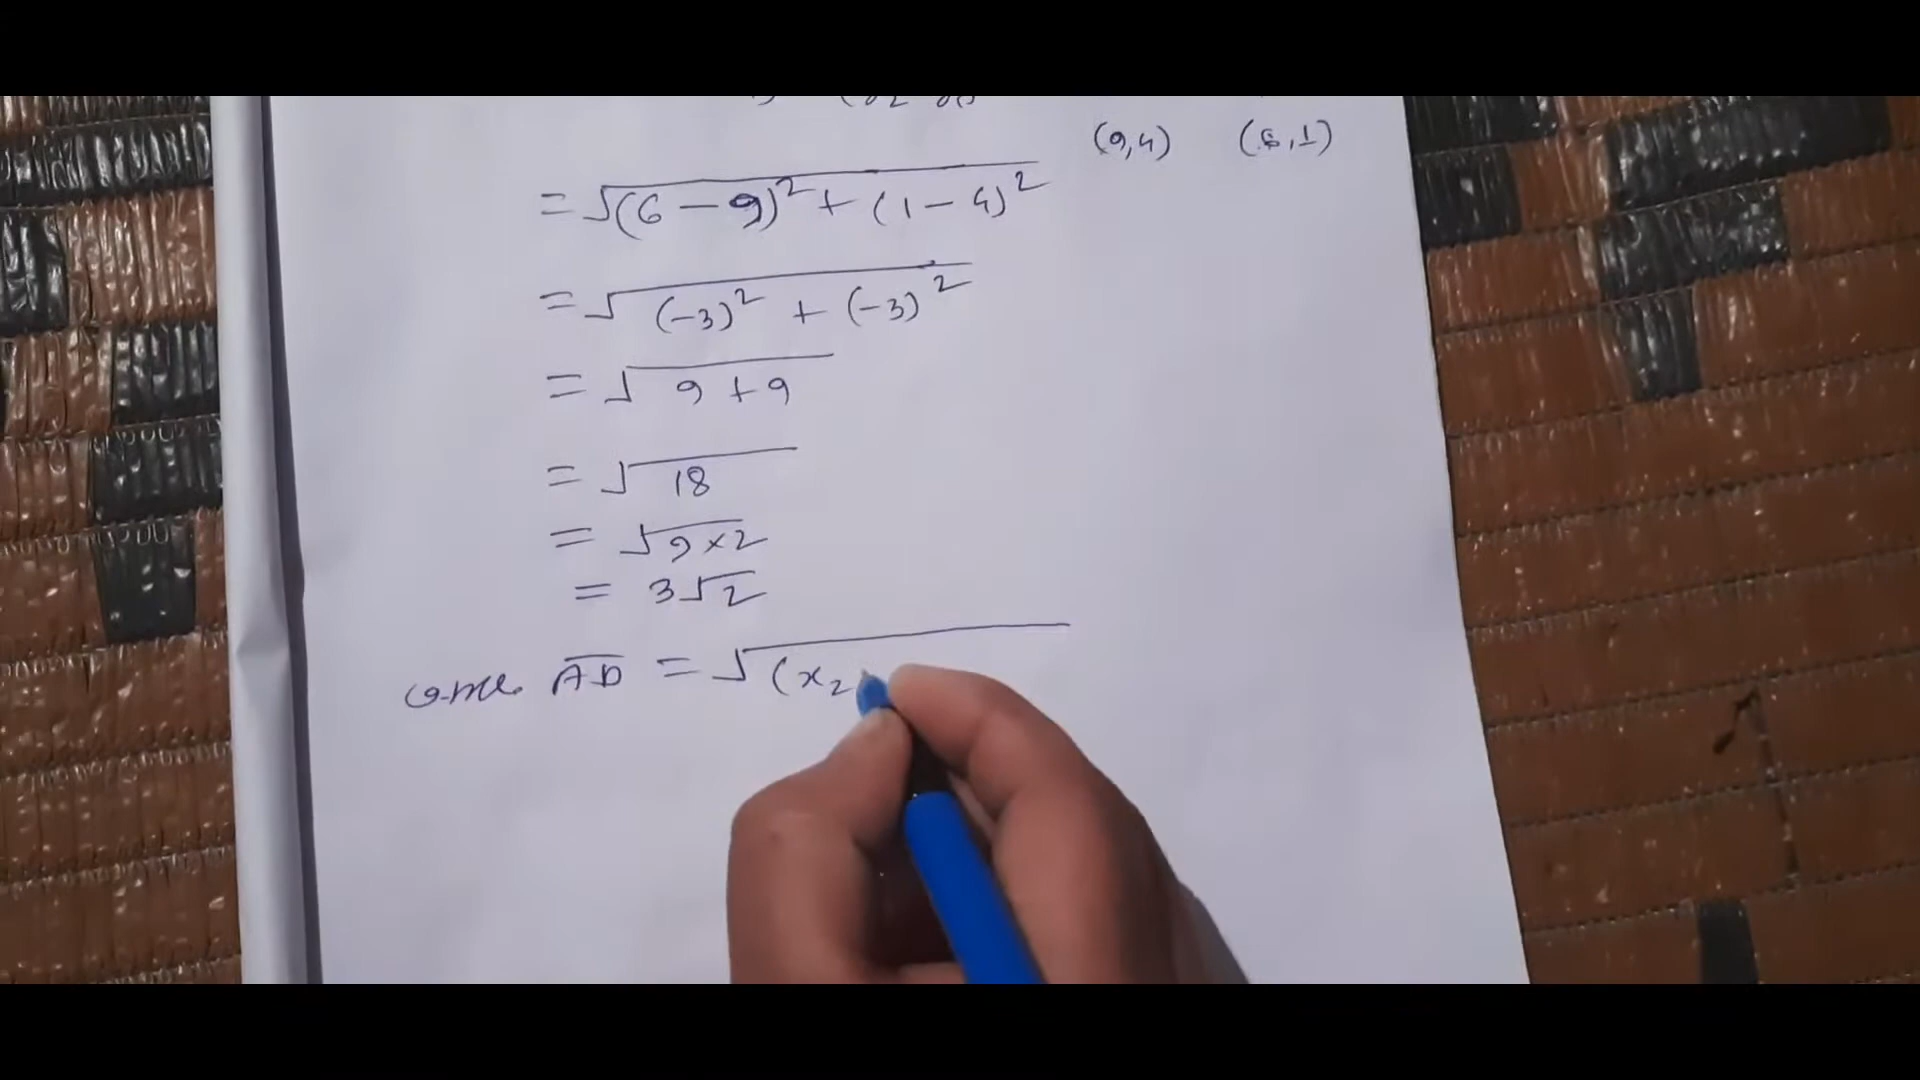 (9,4) (6,1)
= √(6 - 9)² + (1 - 4)²
= √(-3)² + (-3)²
= √9 + 9
= √18
= √9×2
= 3√2
AD = √(x₂